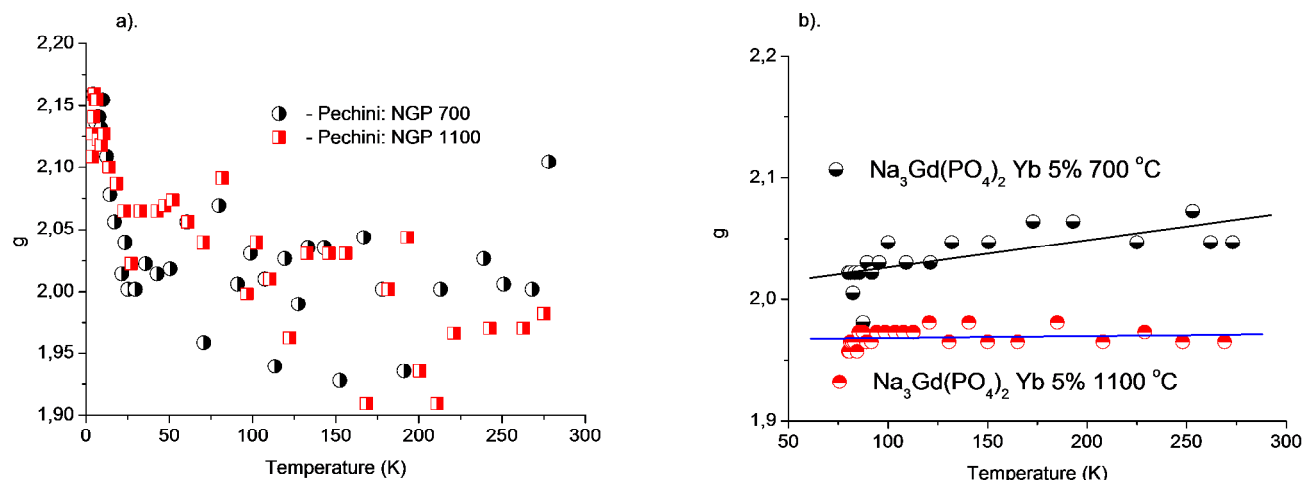 a).
2,20
2,15
2,10
2,05
2,00
1,95
1,90
g
- Pechini: NGP 700
- Pechini: NGP 1100
0 50 100 150 200 250 300
Temperature (K)
b).
2,2
2,1
2,0
1,9
g
Na₃Gd(PO₄)₂ Yb 5% 700 °C
Na₃Gd(PO₄)₂ Yb 5% 1100 °C
50 100 150 200 250 300
Temperature (K)